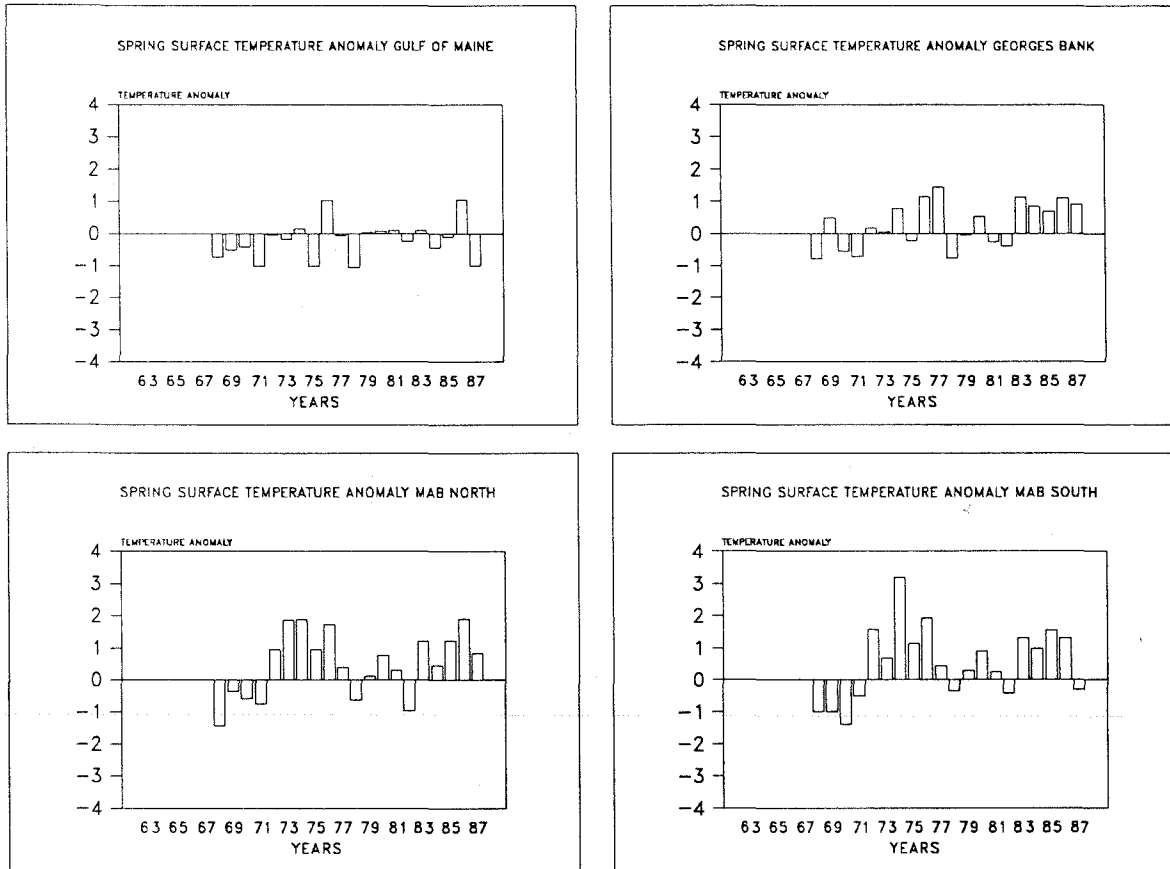 SPRING SURFACE TEMPERATURE ANOMALY GULF OF MAINE
TEMPERATURE ANOMALY
4
3
2
1
0
-1
-2
-3
-4
63 65 67 69 71 73 75 77 79 81 83 85 87
YEARS
SPRING SURFACE TEMPERATURE ANOMALY GEORGES BANK
TEMPERATURE ANOMALY
4
3
2
1
0
-1
-2
-3
-4
63 65 67 69 71 73 75 77 79 81 83 85 87
YEARS
SPRING SURFACE TEMPERATURE ANOMALY MAB NORTH
TEMPERATURE ANOMALY
4
3
2
1
0
-1
-2
-3
-4
63 65 67 69 71 73 75 77 79 81 83 85 87
YEARS
SPRING SURFACE TEMPERATURE ANOMALY MAB SOUTH
TEMPERATURE ANOMALY
4
3
2
1
0
-1
-2
-3
-4
63 65 67 69 71 73 75 77 79 81 83 85 87
YEARS